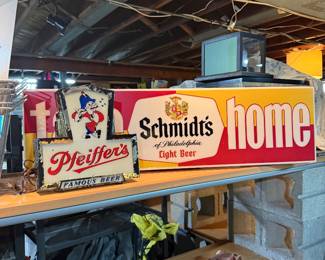 Schmidt's
of Philadelphia
Light Beer
home
Pfeiffer's
FAMOUS BEER